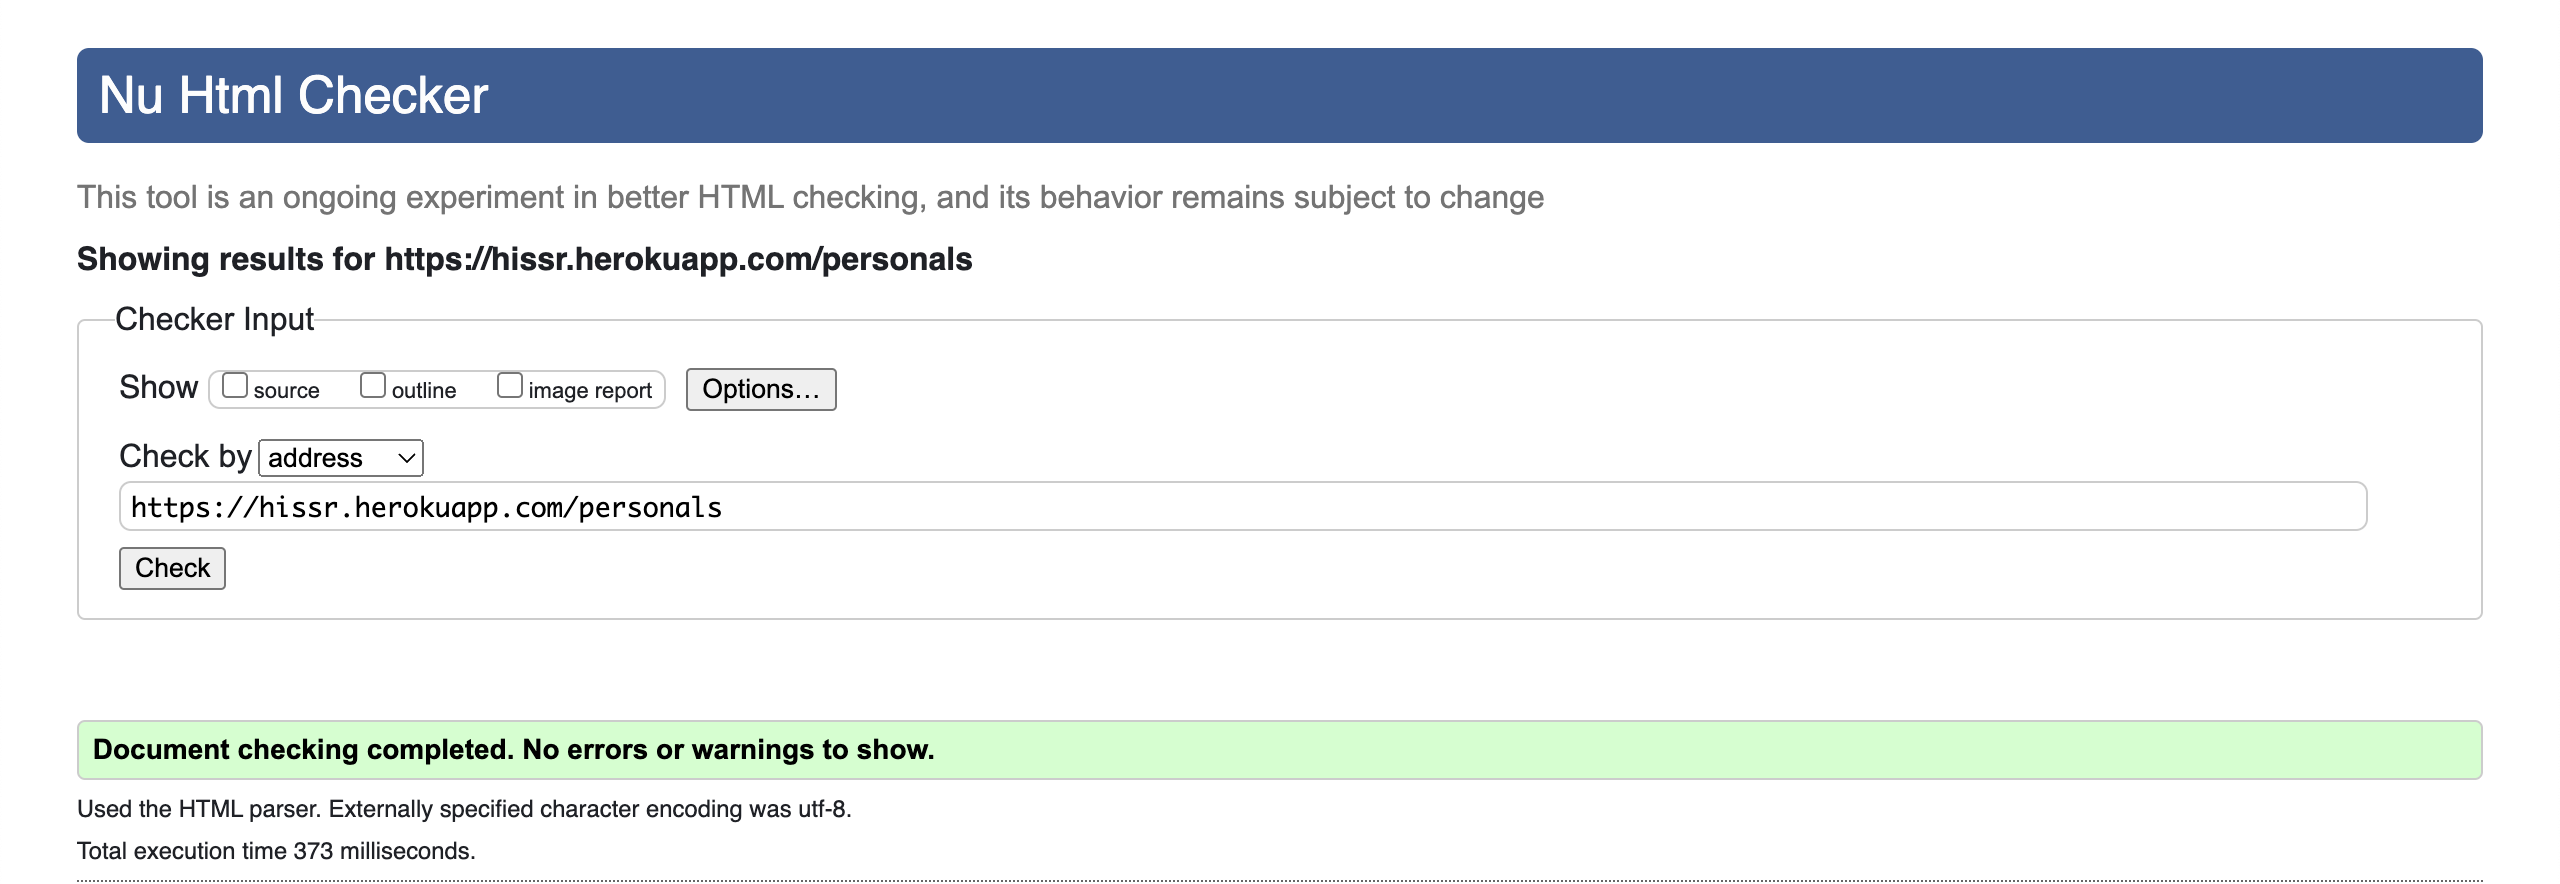 Nu Html Checker
This tool is an ongoing experiment in better HTML checking, and its behavior remains subject to change
Showing results for https://hissr.herokuapp.com/personals
Checker Input
Show source outline image report Options...
Check by address
https://hissr.herokuapp.com/personals
Check
Document checking completed. No errors or warnings to show.
Used the HTML parser. Externally specified character encoding was utf-8.
Total execution time 373 milliseconds.